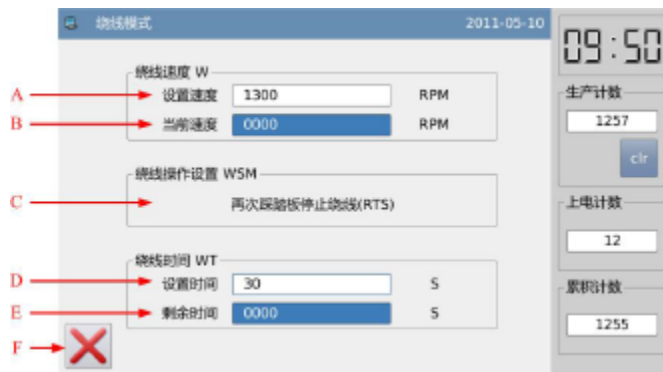 绕线模式 2011-05-10
09:50
绕线速度 W
A 设置速度 1300 RPM
B 当前速度 0000 RPM
绕线操作设置 WSM
C 再次踩踏板停止绕线(RTS)
绕线时间 WT
D 设置时间 30 S
E 剩余时间 0000 S
F
生产计数
1257
clr
上电计数
12
累积计数
1255